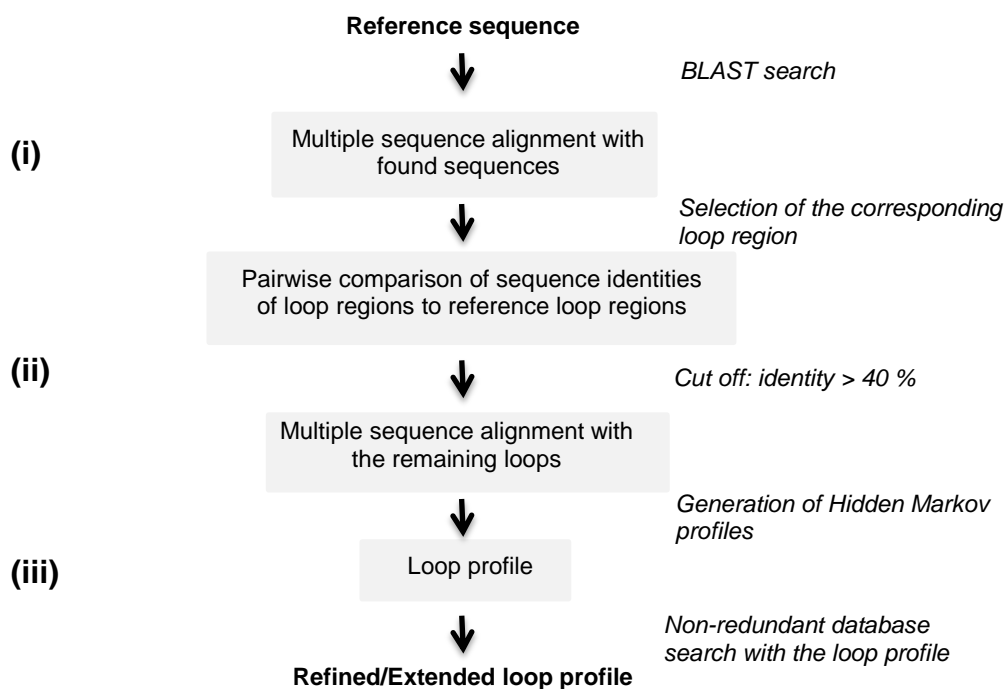 Reference sequence
BLAST search
(i)
Multiple sequence alignment with
found sequences
Selection of the corresponding
loop region
Pairwise comparison of sequence identities
of loop regions to reference loop regions
(ii)
Cut off: identity > 40 %
Multiple sequence alignment with
the remaining loops
Generation of Hidden Markov
profiles
(iii)
Loop profile
Non-redundant database
search with the loop profile
Refined/Extended loop profile